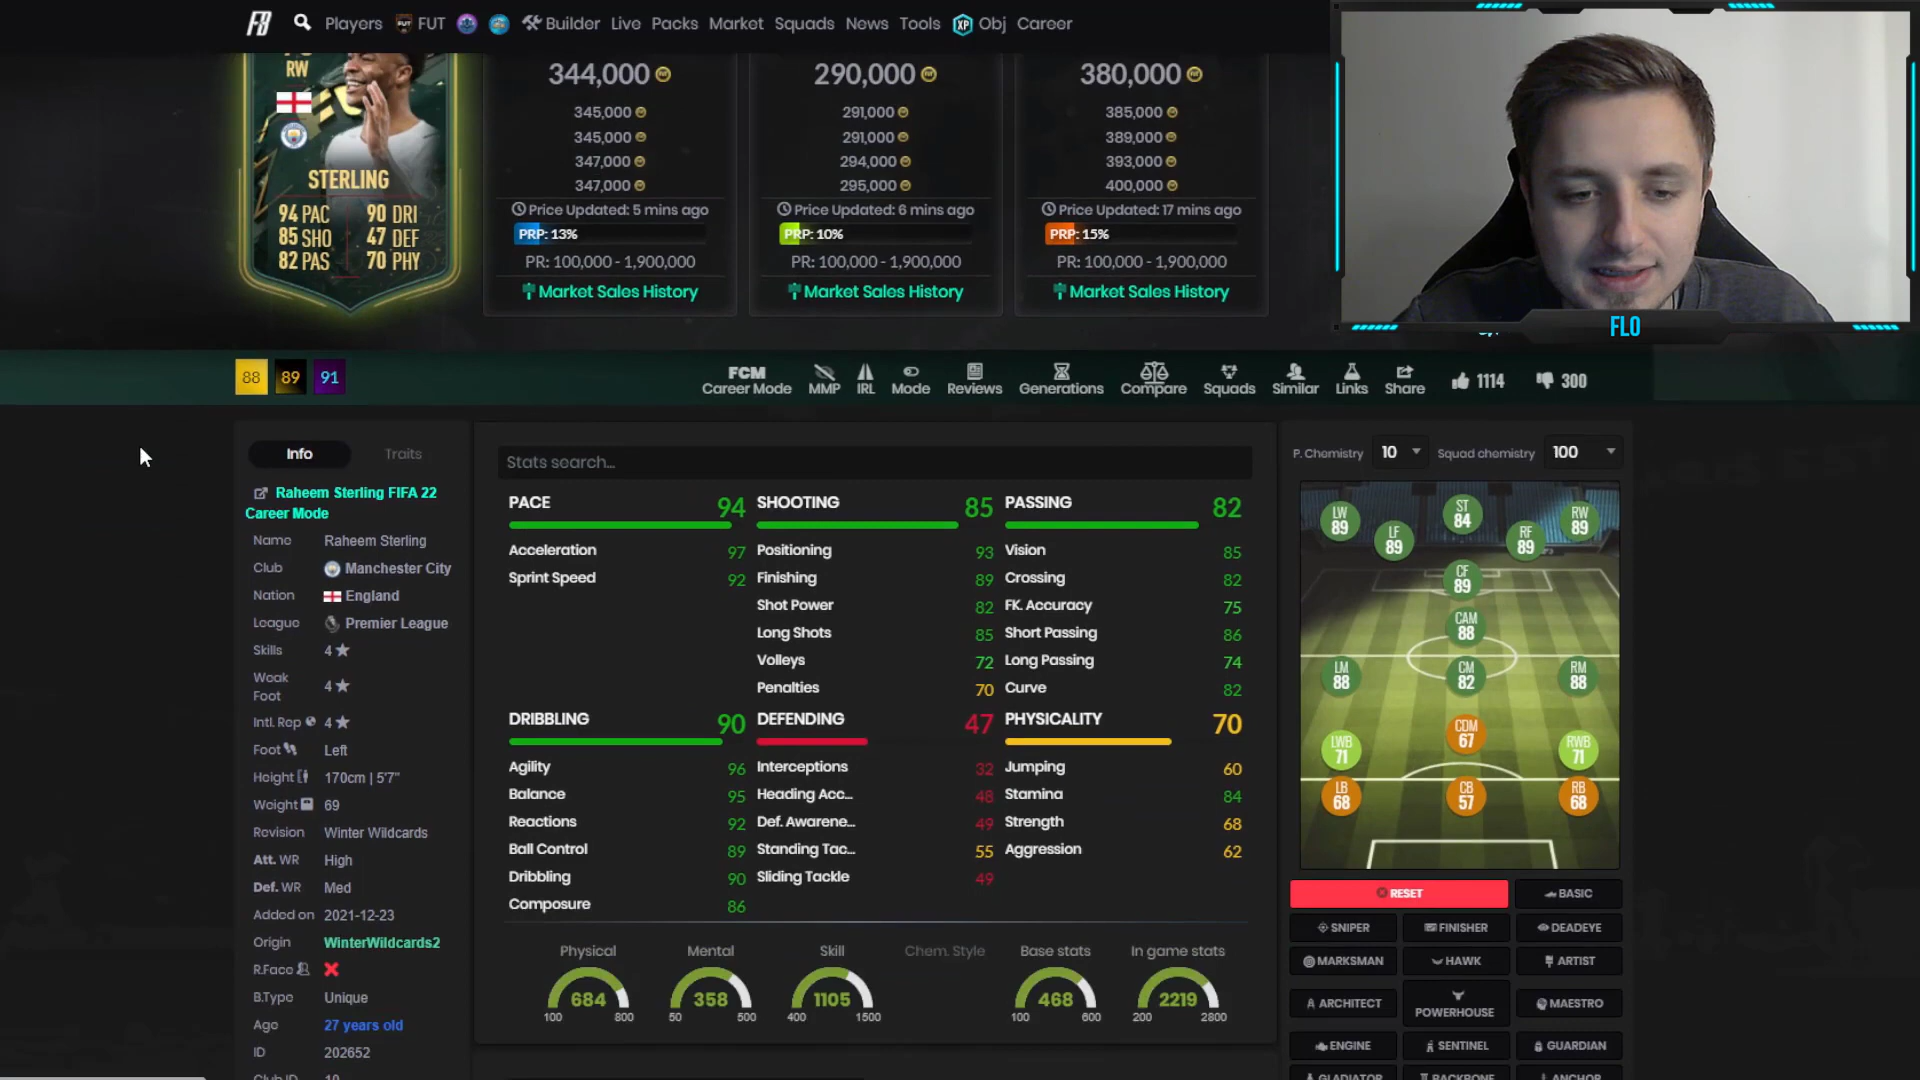 Players FUT Builder Live Packs Market Squads News Tools XP Obj Career
RW
STERLING
94 PAC 90 DRI
85 SHO 47 DEF
82 PAS 70 PHY
344,000
345,000
345,000
347,000
347,000
Price Updated: 5 mins ago
PRP: 13%
PR: 100,000 - 1,900,000
Market Sales History
290,000
291,000
291,000
294,000
295,000
Price Updated: 6 mins ago
PRP: 10%
PR: 100,000 - 1,900,000
Market Sales History
380,000
385,000
389,000
393,000
400,000
Price Updated: 17 mins ago
PRP: 15%
PR: 100,000 - 1,900,000
Market Sales History
FLO
88 89 91
FCM
Career Mode MMP IRL Mode Reviews Generations Compare Squads Similar Links Share 1114 300
Info Traits
Raheem Sterling FIFA 22
Career Mode
Name Raheem Sterling
Club Manchester City
Nation England
League Premier League
Skills 4
Weak
Foot 4
Intl. Rep 4
Foot Left
Height 170cm | 5'7"
Weight 69
Revision Winter Wildcards
Att. WR High
Def. WR Med
Added on 2021-12-23
Origin WinterWildcards2
R.Face
B.Type Unique
Age 27 years old
ID 202652
Club ID 10
Stats search...
PACE 94
Acceleration 97
Sprint Speed 92
SHOOTING 85
Positioning 93
Finishing 89
Shot Power 82
Long Shots 85
Volleys 72
Penalties 70
PASSING 82
Vision 85
Crossing 82
FK. Accuracy 75
Short Passing 86
Long Passing 74
Curve 82
DRIBBLING 90
Agility 96
Balance 95
Reactions 92
Ball Control 89
Dribbling 90
Composure 86
DEFENDING 47
Interceptions 32
Heading Acc... 48
Def. Awarene... 49
Standing Tac... 55
Sliding Tackle 49
PHYSICALITY 70
Jumping 60
Stamina 84
Strength 68
Aggression 62
Physical Mental Skill Chem. Style Base stats In game stats
684 358 1105 468 2219
100 800 50 500 400 1500 100 600 200 2800
P. Chemistry 10 Squad chemistry 100
LW ST RW
89 84 89
LF RF
89 89
CF
89
CAM
88
LM CM RM
88 82 88
CDM
67
LWB RWB
71 71
LB CB RB
68 57 68
RESET BASIC
SNIPER FINISHER DEADEYE
MARKSMAN HAWK ARTIST
ARCHITECT POWERHOUSE MAESTRO
ENGINE SENTINEL GUARDIAN
GLADIATOR BACKBONE ANCHOR